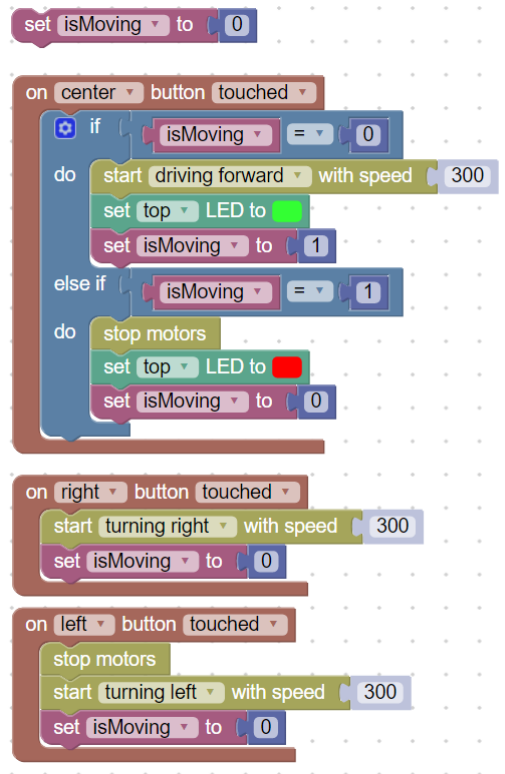 set isMoving to 0
on center button touched
if isMoving = 0
do start driving forward with speed 300
set top LED to
set isMoving to 1
else if isMoving = 1
do stop motors
set top LED to
set isMoving to 0
on right button touched
start turning right with speed 300
set isMoving to 0
on left button touched
stop motors
start turning left with speed 300
set isMoving to 0